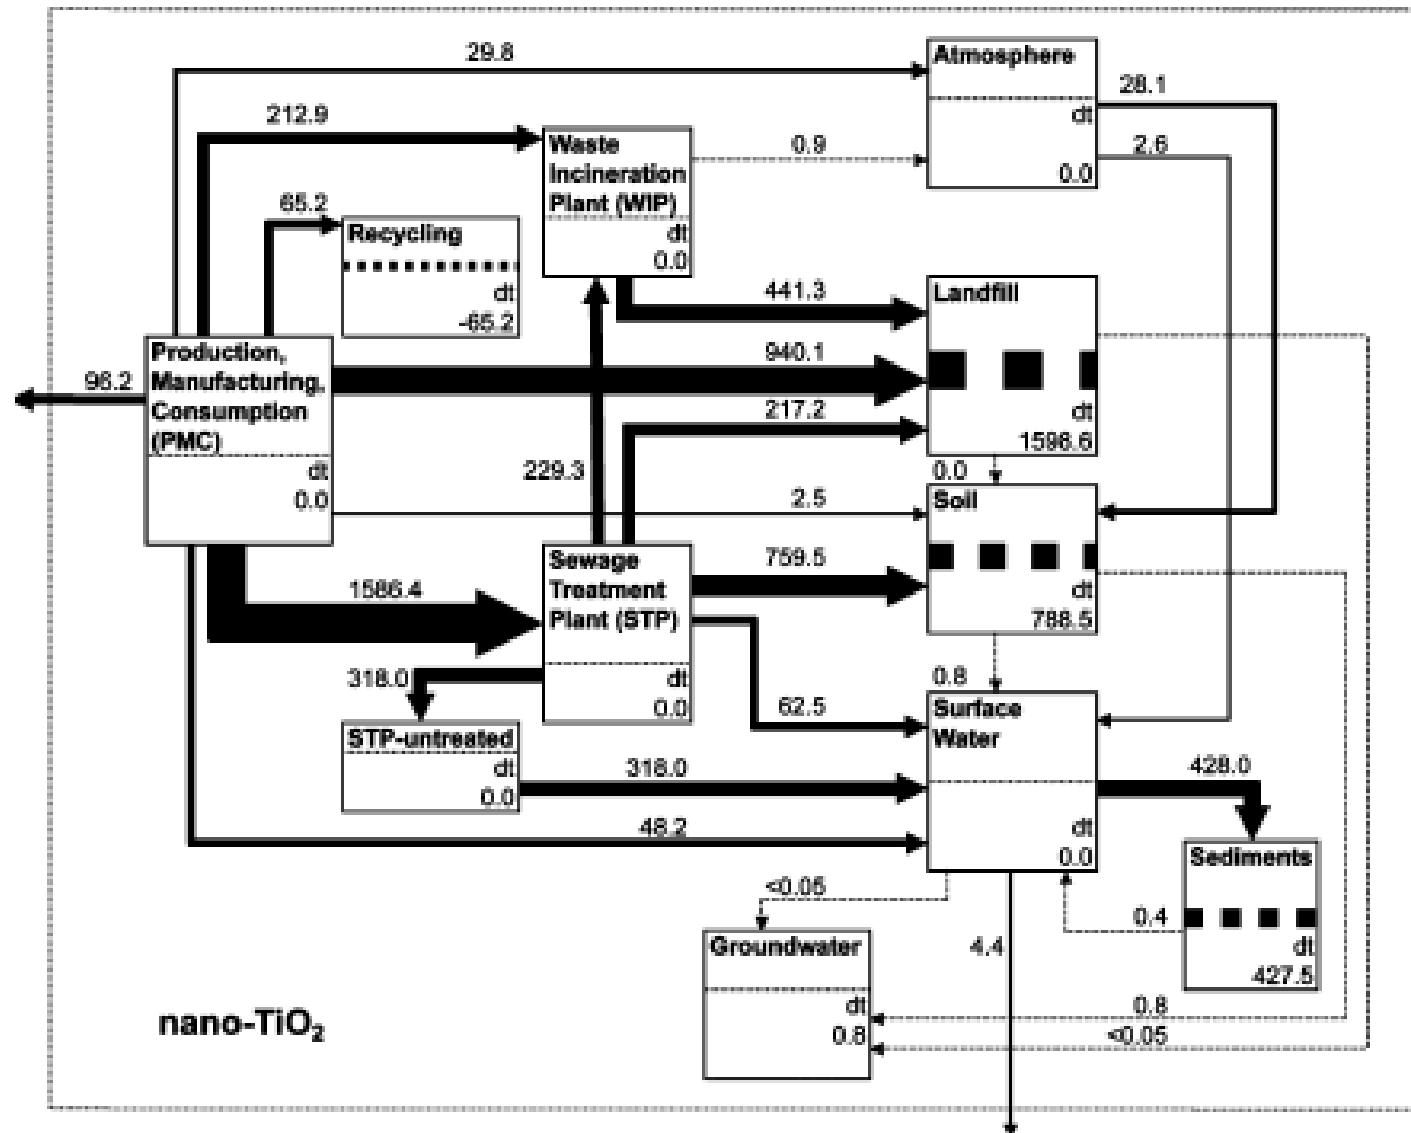 29.8
Atmosphere
28.1
dt
0.0
212.9
Waste
Incineration
Plant (WIP)
dt
0.0
0.9
2.6
65.2
Recycling
dt
-65.2
441.3
Landfill
dt
1598.6
Production,
Manufacturing,
Consumption
(PMC)
dt
0.0
96.2
940.1
217.2
229.3
0.0
2.5
Soil
dt
788.5
1586.4
Sewage
Treatment
Plant (STP)
dt
0.0
759.5
318.0
62.5
0.8
Surface
Water
dt
0.0
STP-untreated
dt
0.0
318.0
428.0
48.2
Sediments
dt
427.5
<0.05
0.4
Groundwater
dt
0.8
4.4
0.8
<0.05
nano-TiO₂